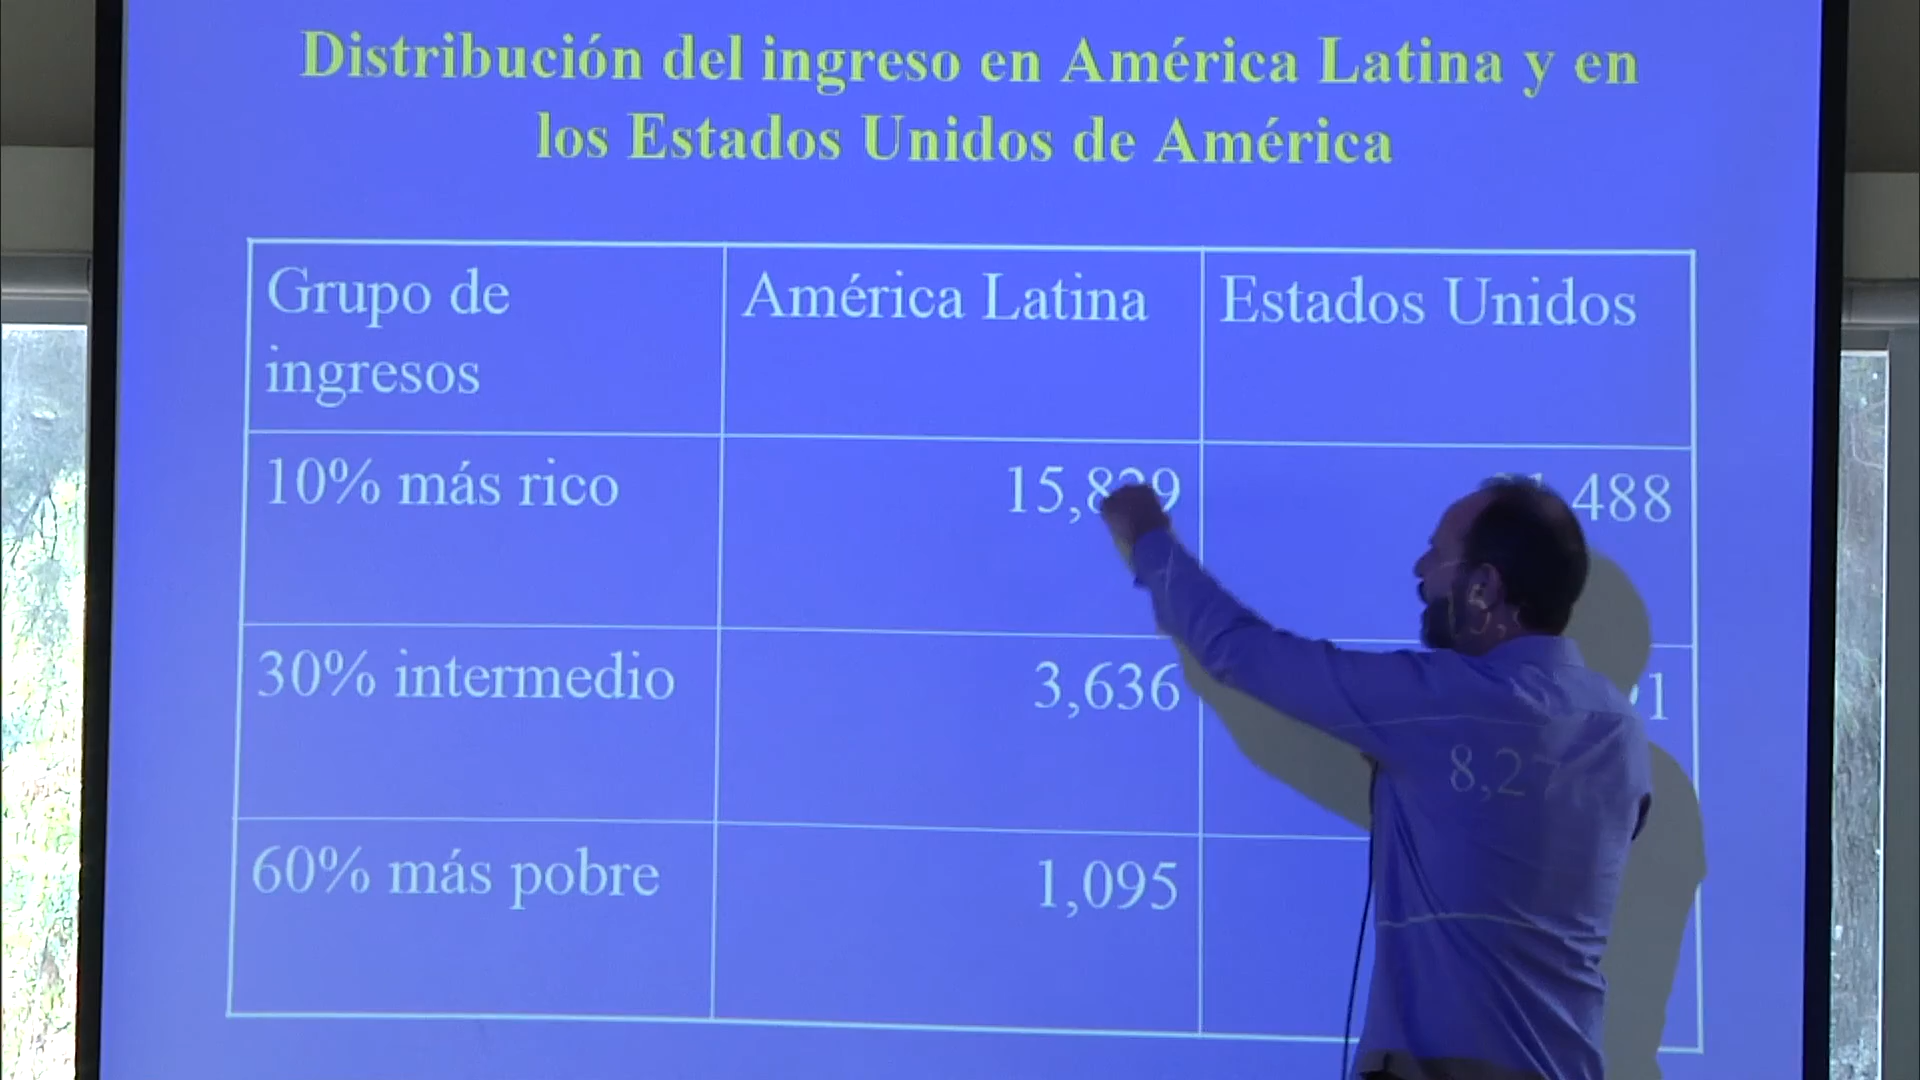 Distribución del ingreso en América Latina y en
los Estados Unidos de América
Grupo de
ingresos
América Latina
Estados Unidos
10% más rico
30% intermedio
3,636
60% más pobre
1,095